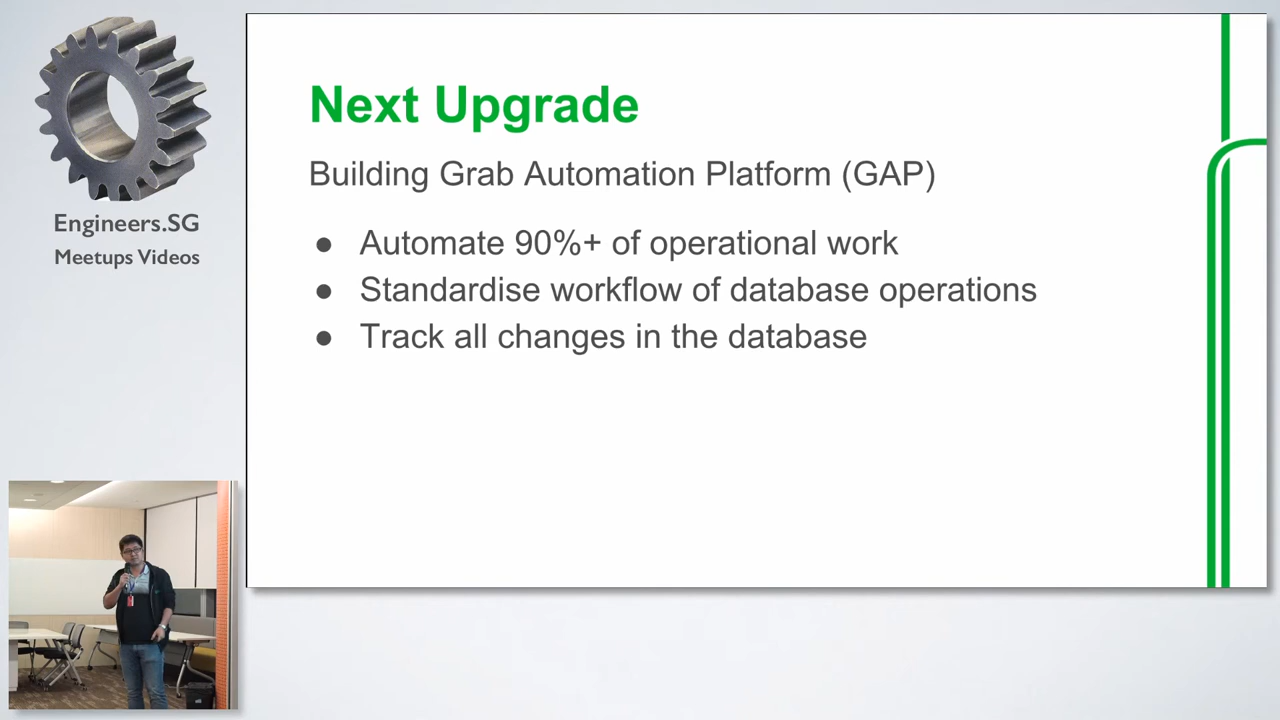 Engineers.SG
Meetups Videos
Next Upgrade
Building Grab Automation Platform (GAP)
● Automate 90%+ of operational work
● Standardise workflow of database operations
● Track all changes in the database